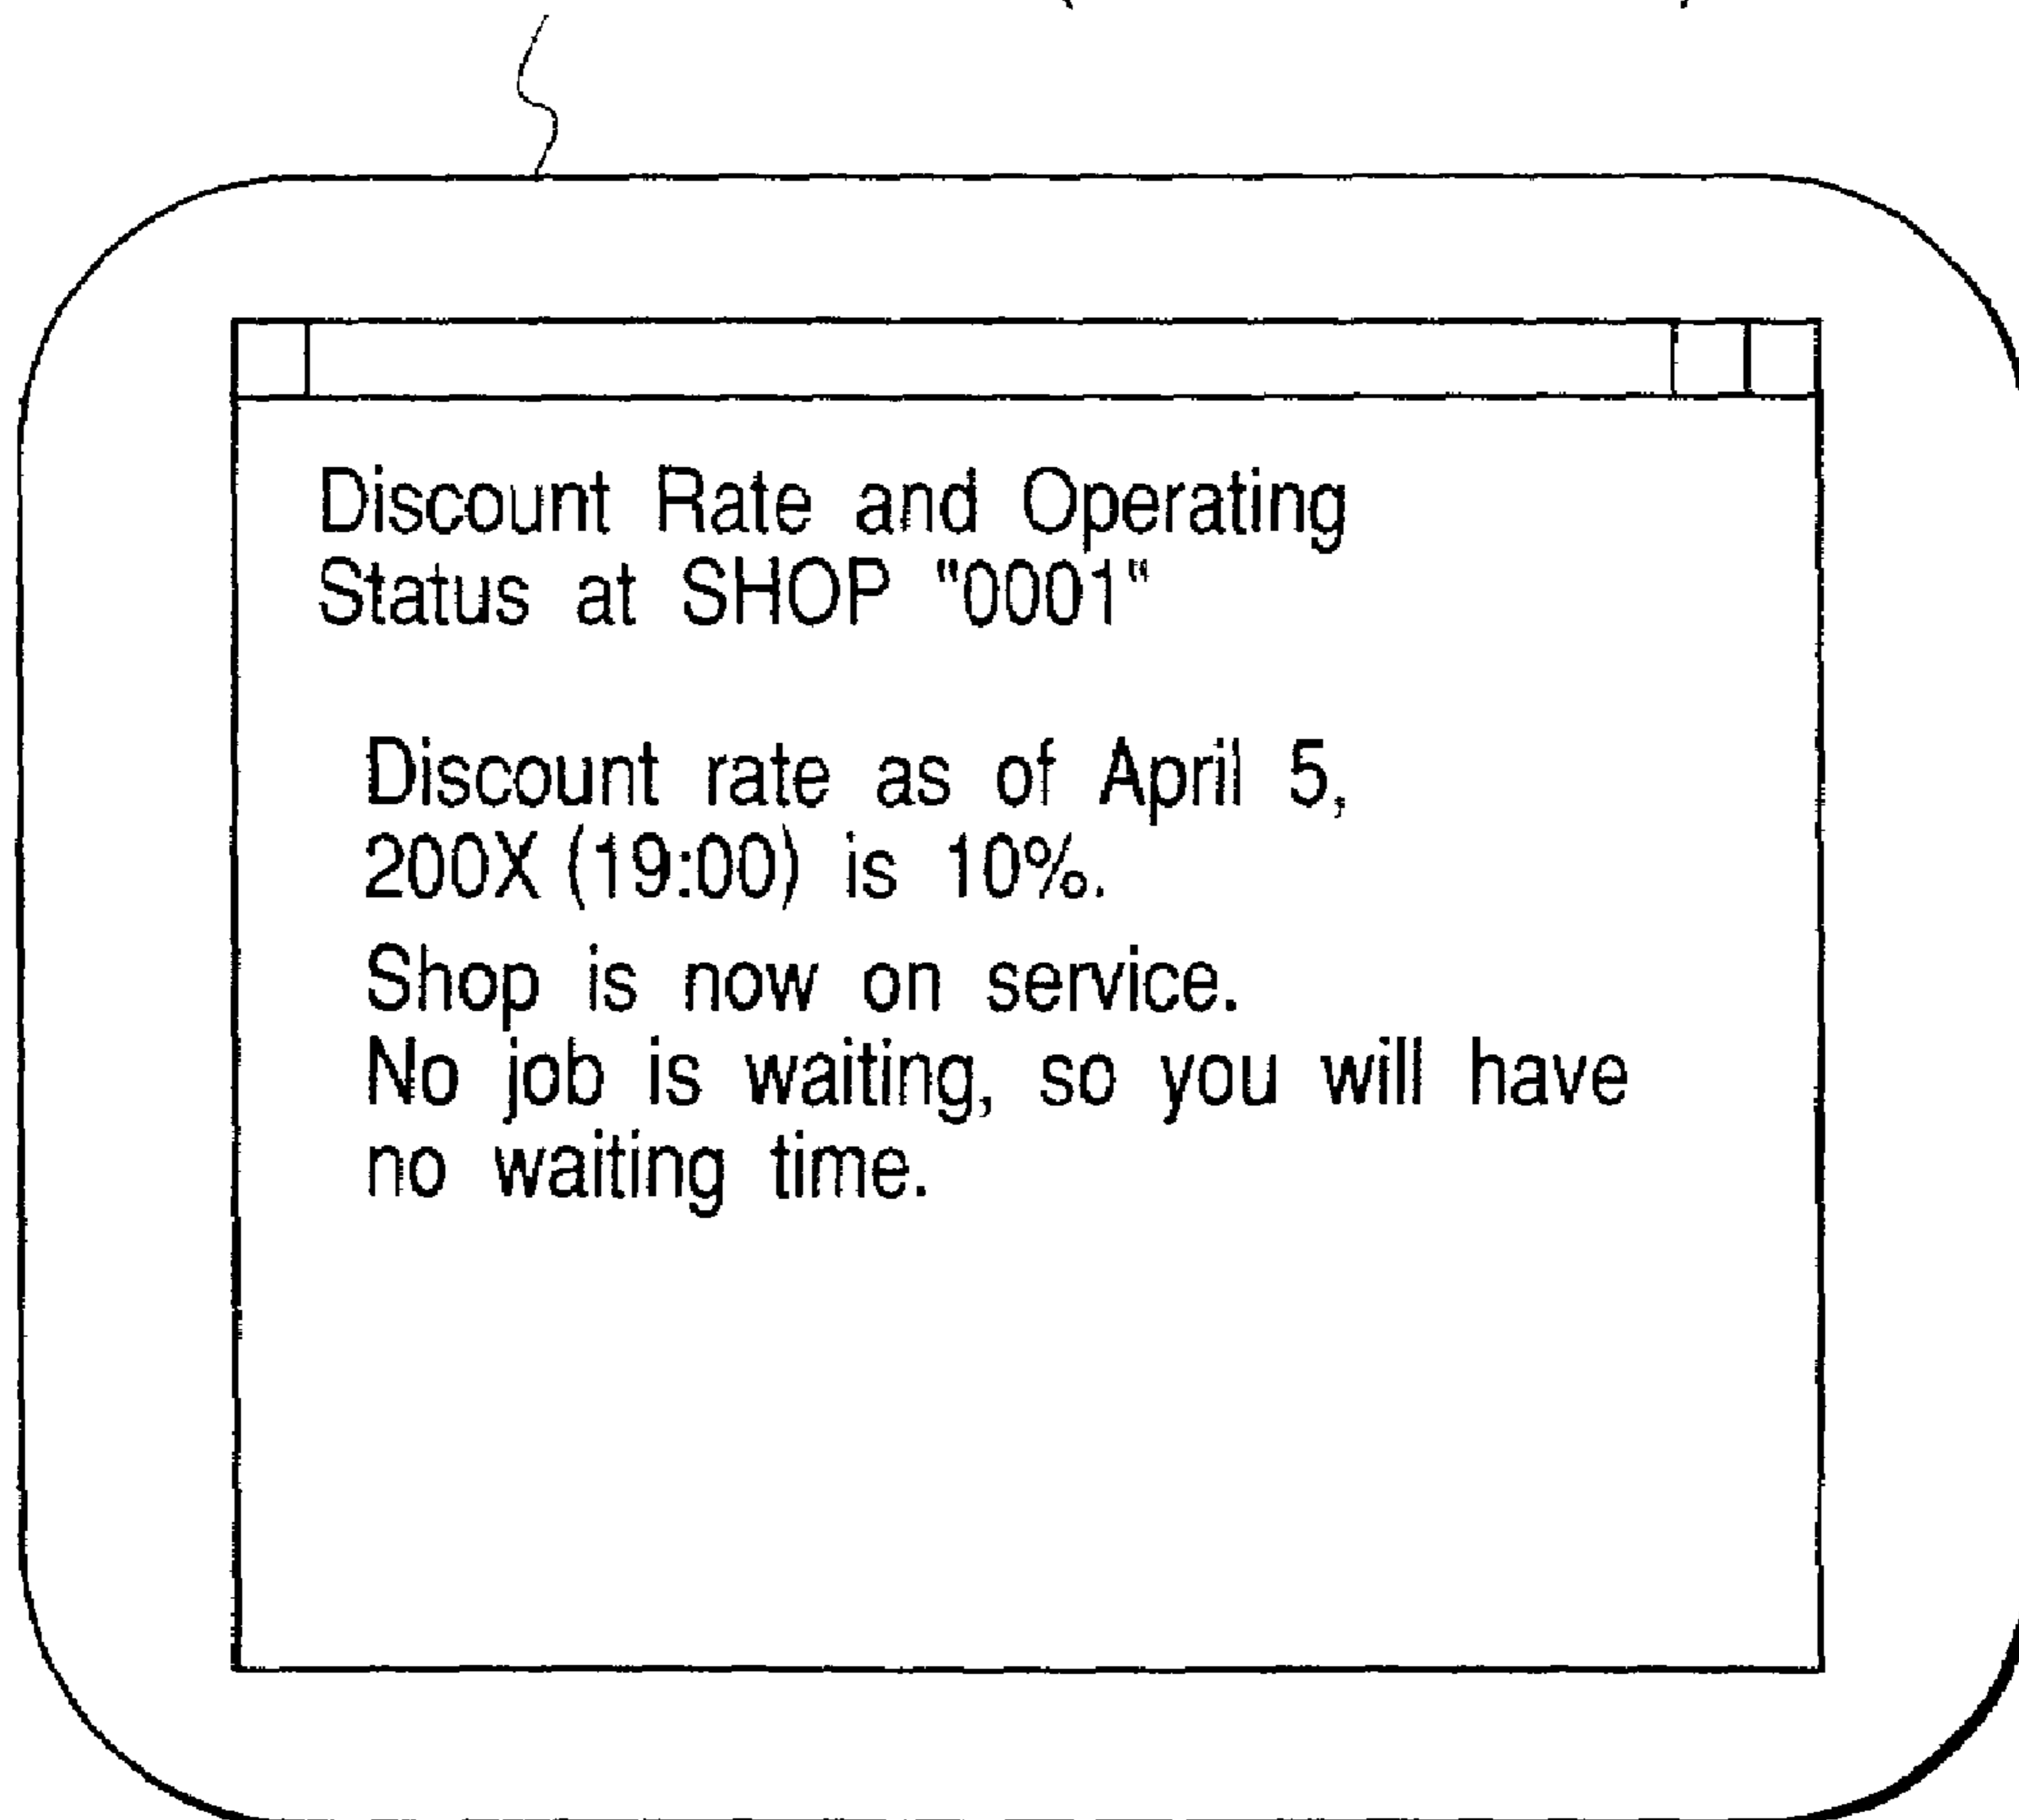 Discount Rate and Operating
Status at SHOP "0001"
Discount rate as of April 5,
200X (19:00) is 10%.
Shop is now on service.
No job is waiting, so you will have
no waiting time.